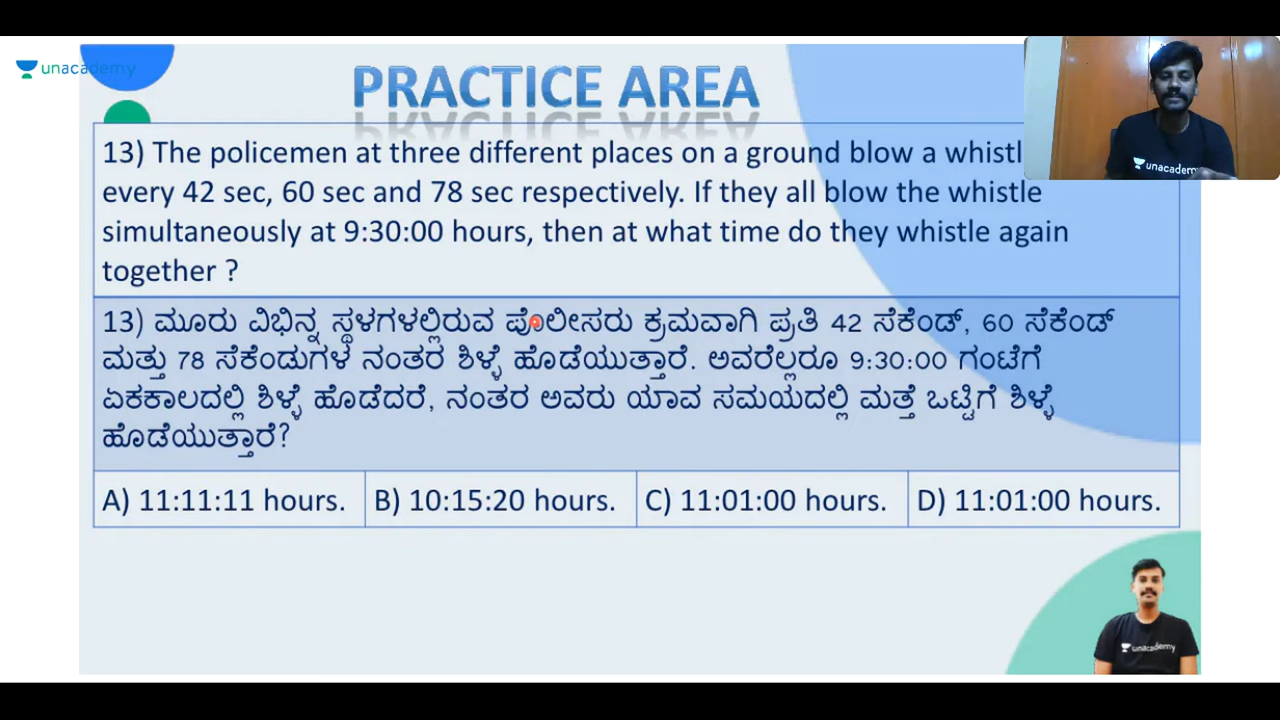 unacademy
PRACTICE AREA
13) The policemen at three different places on a ground blow a whistl
every 42 sec, 60 sec and 78 sec respectively. If they all blow the whistle
simultaneously at 9:30:00 hours, then at what time do they whistle again
together ?
13) ಮೂರು ವಿಭಿನ್ನ ಸ್ಥಳಗಳಲ್ಲಿರುವ ಪೊಲೀಸರು ಕ್ರಮವಾಗಿ ಪ್ರತಿ 42 ಸೆಕೆಂಡ್, 60 ಸೆಕೆಂಡ್
ಮತ್ತು 78 ಸೆಕೆಂಡುಗಳ ನಂತರ ಶಿಳ್ಳೆ ಹೊಡೆಯುತ್ತಾರೆ. ಅವರೆಲ್ಲರೂ 9:30:00 ಗಂಟೆಗೆ
ಏಕಕಾಲದಲ್ಲಿ ಶಿಳ್ಳೆ ಹೊಡೆದರೆ, ನಂತರ ಅವರು ಯಾವ ಸಮಯದಲ್ಲಿ ಮತ್ತೆ ಒಟ್ಟಿಗೆ ಶಿಳ್ಳೆ
ಹೊಡೆಯುತ್ತಾರೆ?
A) 11:11:11 hours. B) 10:15:20 hours. C) 11:01:00 hours. D) 11:01:00 hours.
unacademy
unacademy